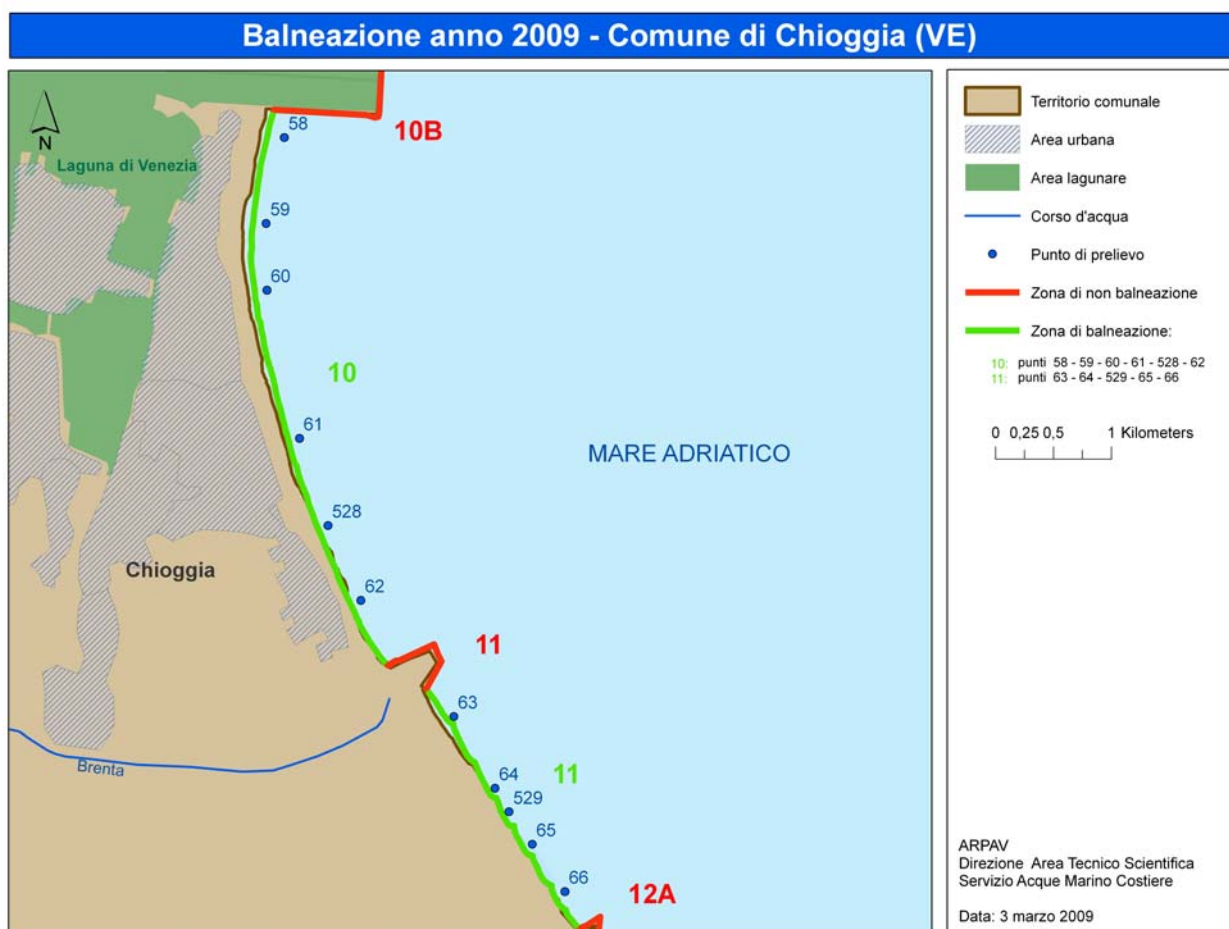 Balneazione anno 2009 - Comune di Chioggia (VE)
N
Laguna di Venezia
10B
58
59
60
10
61
MARE ADRIATICO
528
Chioggia
62
11
63
Brenta
11
64
529
65
66
12A
Territorio comunale
Area urbana
Area lagunare
Corso d'acqua
Punto di prelievo
Zona di non balneazione
Zona di balneazione:
10: punti 58 - 59 - 60 - 61 - 528 - 62
11: punti 63 - 64 - 529 - 65 - 66
0 0,25 0,5 1 Kilometers
ARPAV
Direzione Area Tecnico Scientifica
Servizio Acque Marino Costiere
Data: 3 marzo 2009